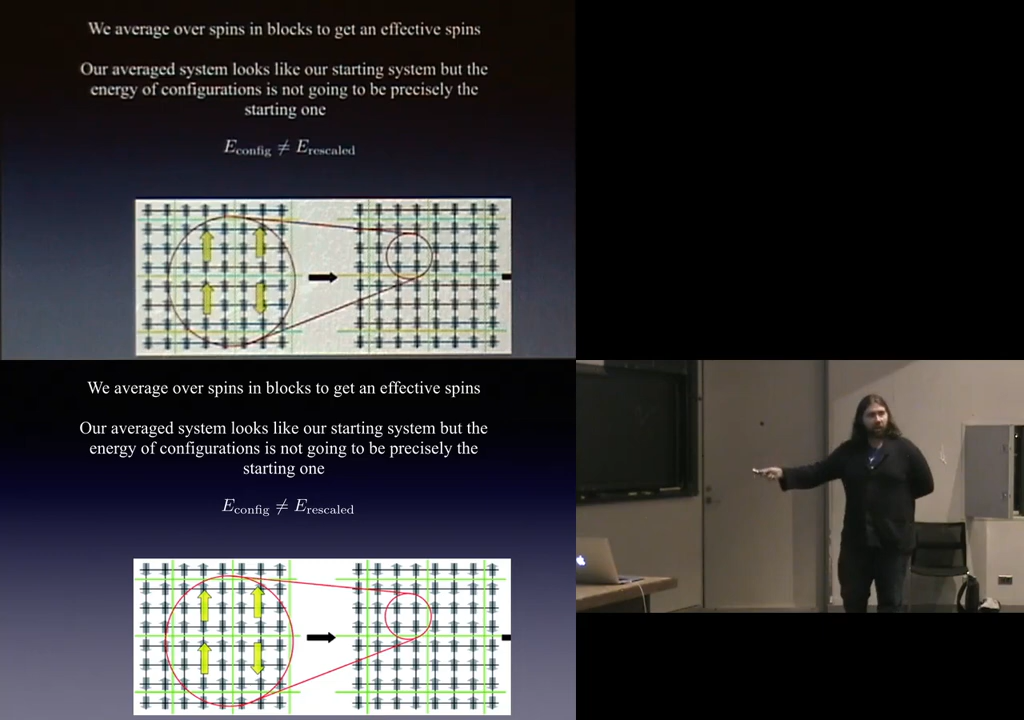 We average over spins in blocks to get an effective spins
Our averaged system looks like our starting system but the
energy of configurations is not going to be precisely the
starting one
E_config ≠ E_rescaled
We average over spins in blocks to get an effective spins
Our averaged system looks like our starting system but the
energy of configurations is not going to be precisely the
starting one
E_config ≠ E_rescaled